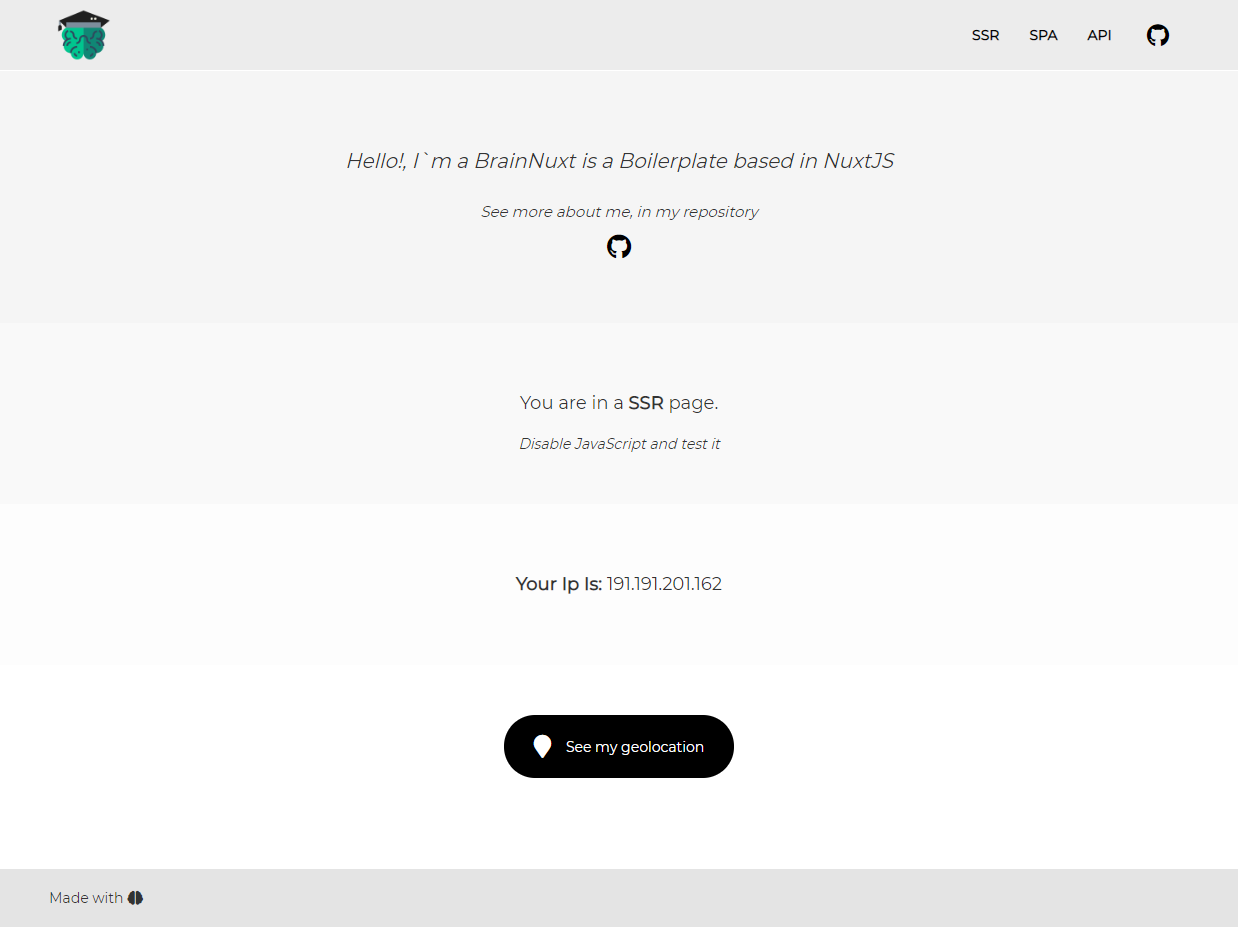 SSR SPA API
Hello!, I`m a BrainNuxt is a Boilerplate based in NuxtJS
See more about me, in my repository
You are in a SSR page.
Disable JavaScript and test it
Your Ip Is: 191.191.201.162
See my geolocation
Made with